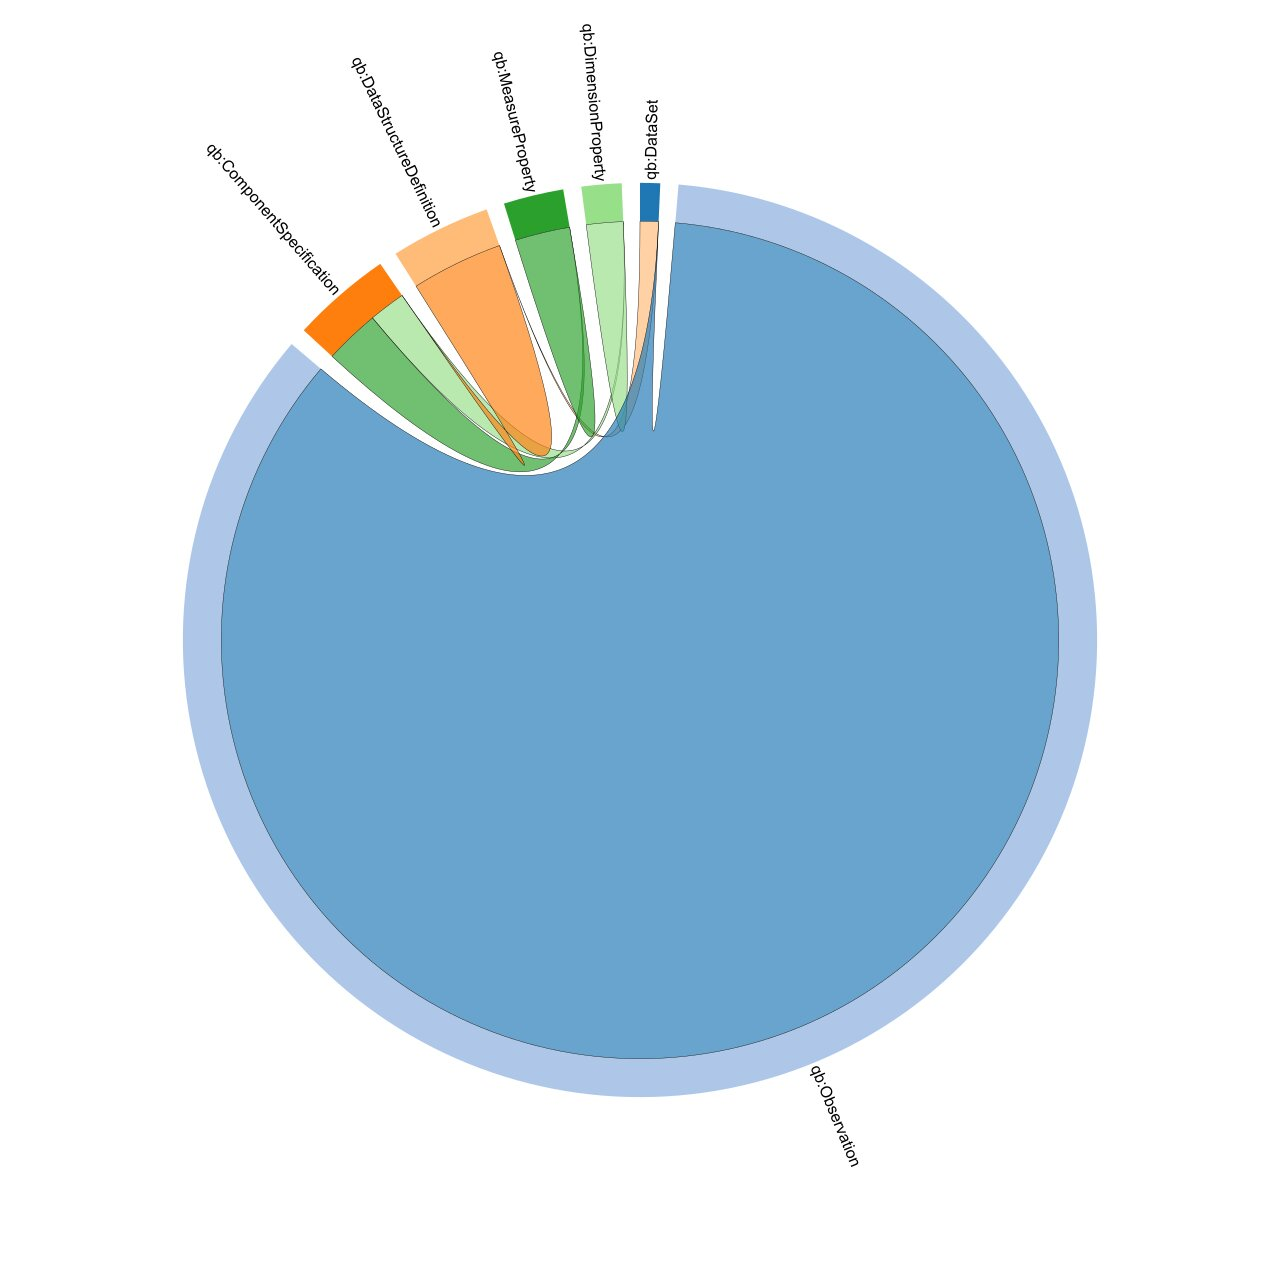 qb:ComponentSpecification
qb:DataStructureDefinition
qb:MeasureProperty
qb:DimensionProperty
qb:DataSet
qb:Observation